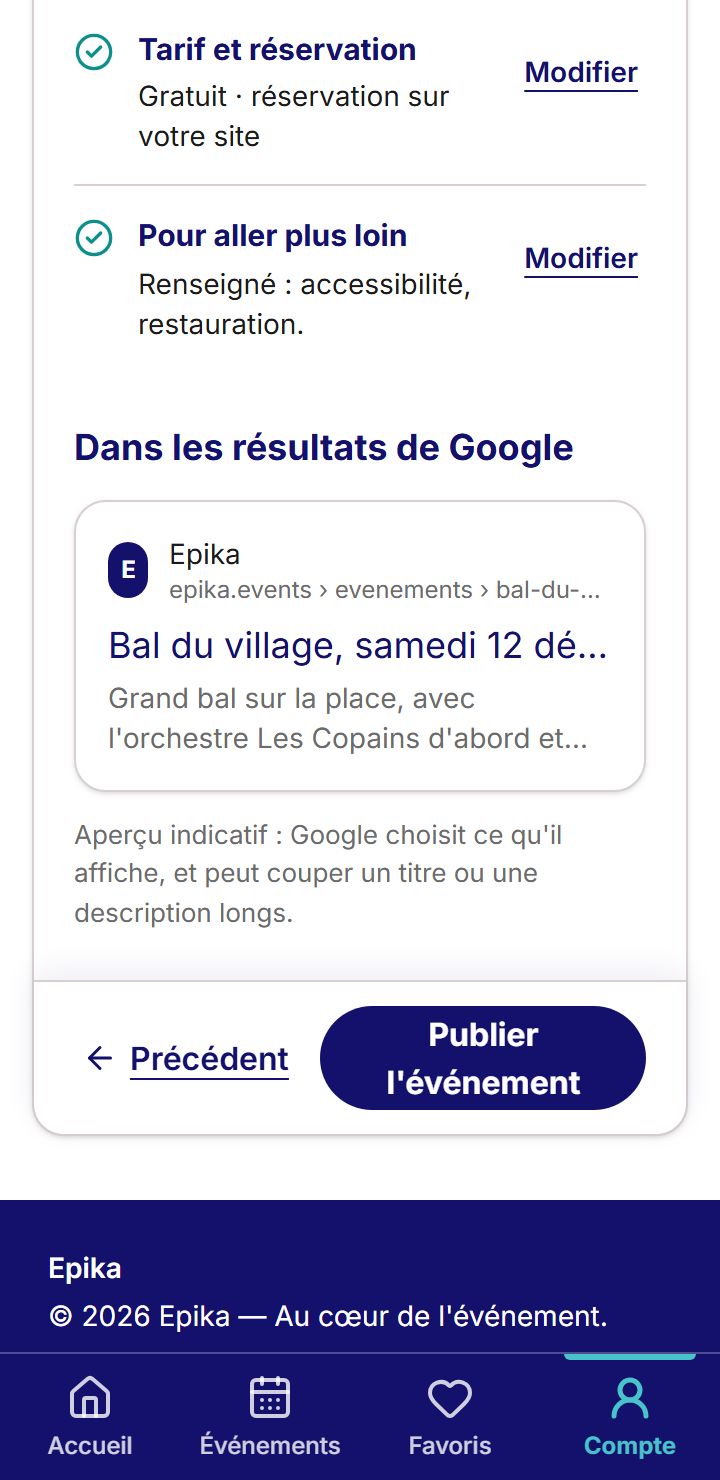 Tarif et réservation
Modifier
Gratuit · réservation sur
votre site
Pour aller plus loin
Modifier
Renseigné : accessibilité,
restauration.
Dans les résultats de Google
E
Epika
epika.events › evenements › bal-du-...
Bal du village, samedi 12 dé...
Grand bal sur la place, avec
l'orchestre Les Copains d'abord et...
Aperçu indicatif : Google choisit ce qu'il
affiche, et peut couper un titre ou une
description longs.
Précédent
Publier
l'événement
Epika
© 2026 Epika — Au cœur de l'événement.
Accueil
Événements
Favoris
Compte